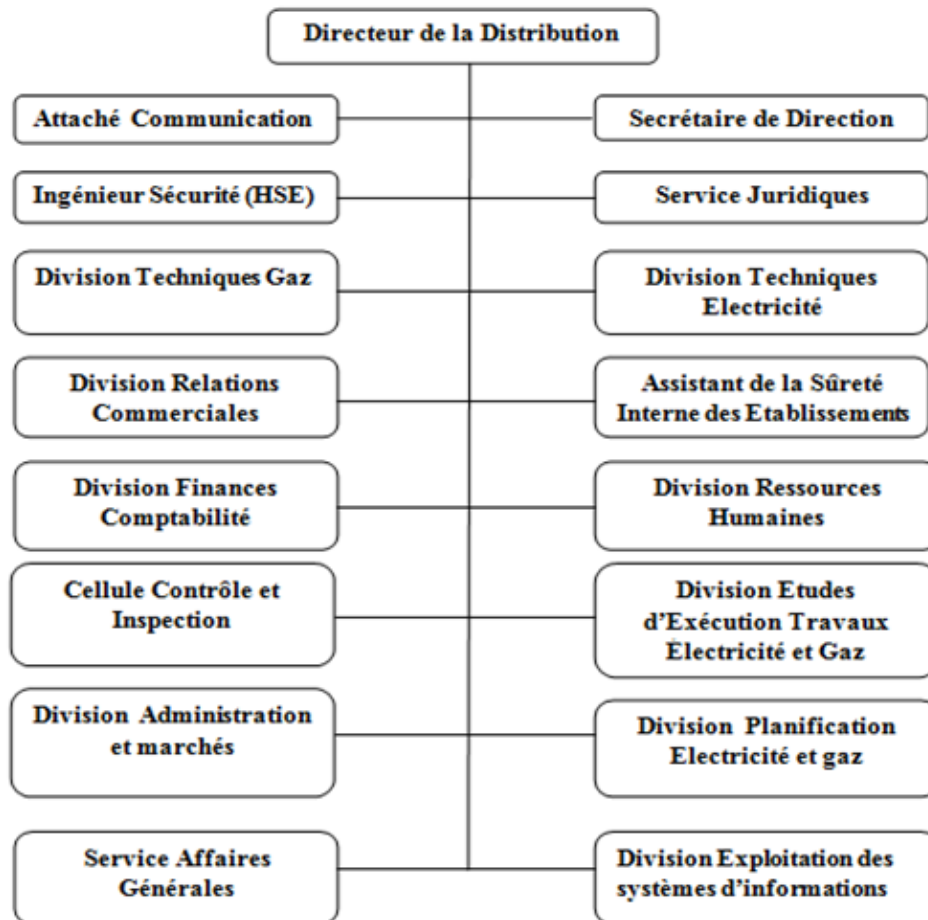 Directeur de la Distribution
Attaché Communication
Secrétaire de Direction
Ingénieur Sécurité (HSE)
Service Juridiques
Division Techniques Gaz
Division Techniques
Electricité
Division Relations
Commerciales
Assistant de la Sûreté
Interne des Etablissements
Division Finances
Comptabilité
Division Ressources
Humaines
Cellule Contrôle et
Inspection
Division Etudes
d'Exécution Travaux
Électricité et Gaz
Division Administration
et marchés
Division Planification
Electricité et gaz
Service Affaires
Générales
Division Exploitation des
systèmes d'informations